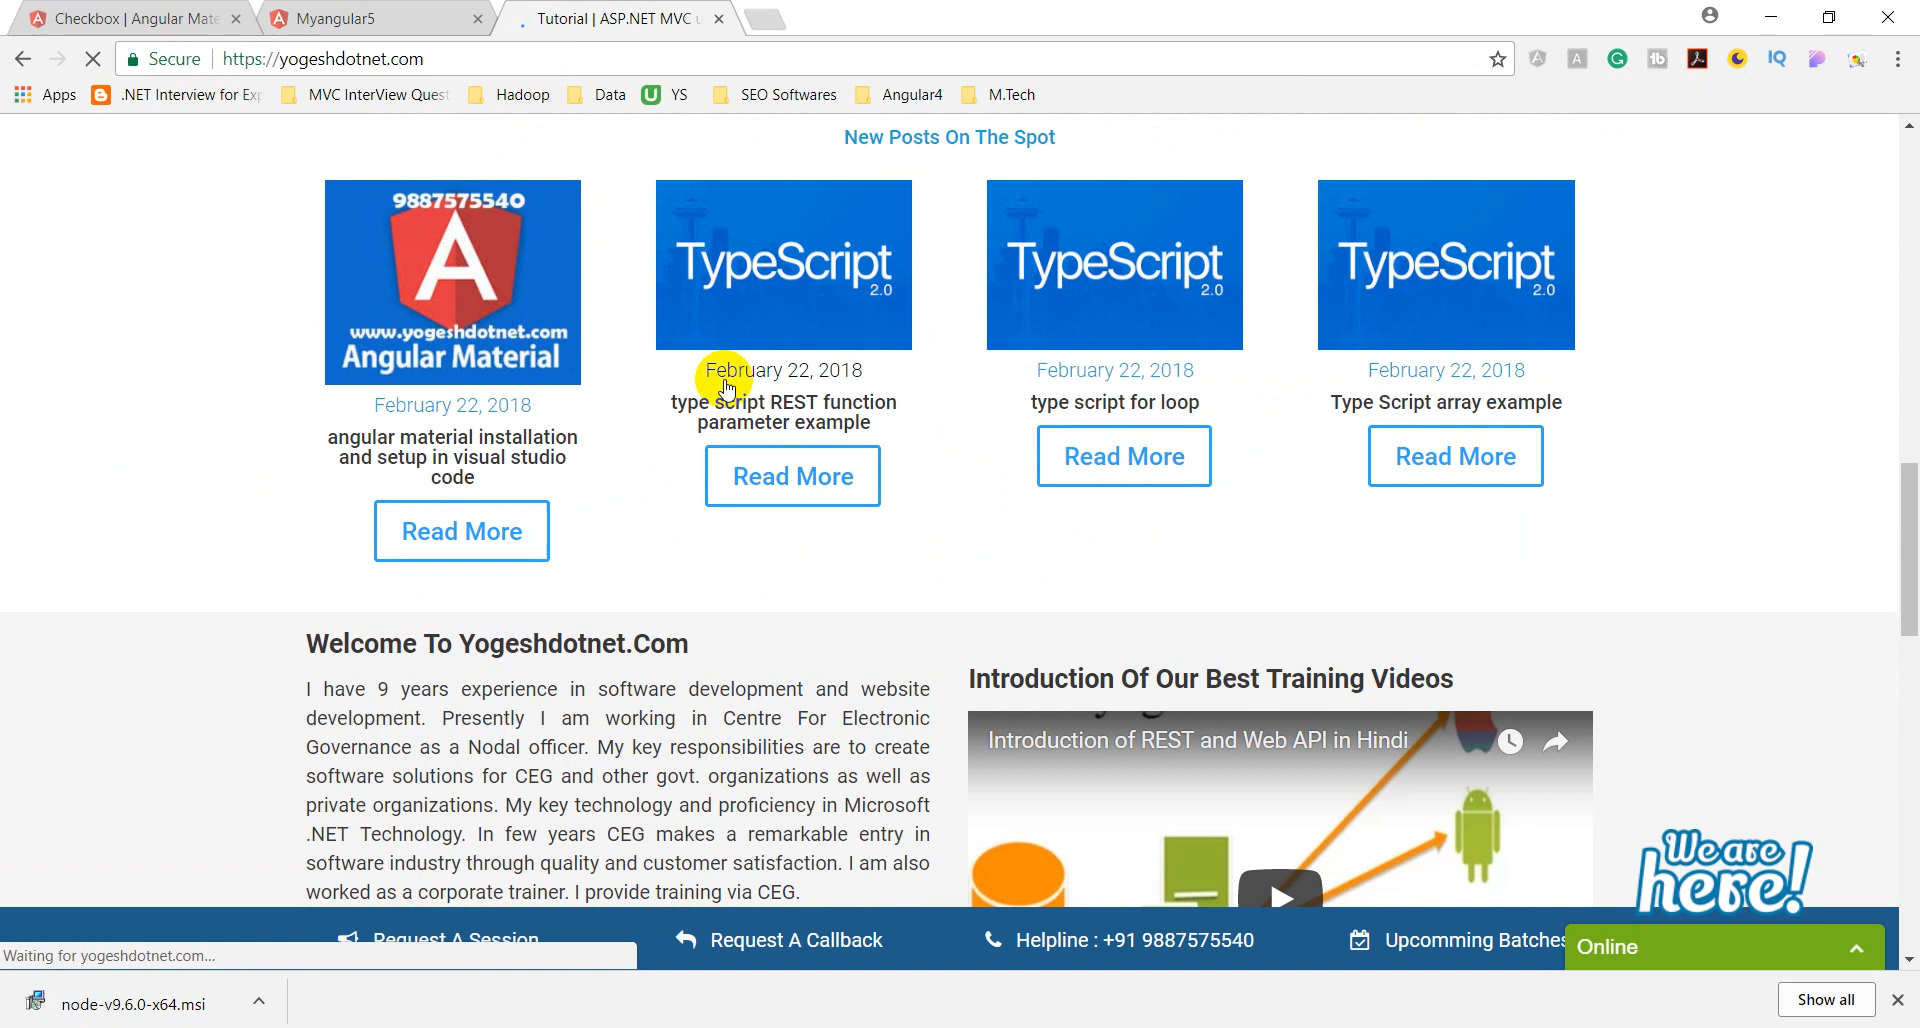 Checkbox | Angular Mate
Myangular5
Tutorial | ASP.NET MVC u
Secure
https://yogeshdotnet.com
Apps
.NET Interview for Exp
MVC InterView Quest
Hadoop
Data
YS
SEO Softwares
Angular4
M.Tech
New Posts On The Spot
9887575540
www.yogeshdotnet.com
Angular Material
TypeScript
2.0
TypeScript
2.0
TypeScript
2.0
February 22, 2018
angular material installation
and setup in visual studio
code
Read More
February 22, 2018
type script REST function
parameter example
Read More
February 22, 2018
type script for loop
Read More
February 22, 2018
Type Script array example
Read More
Welcome To Yogeshdotnet.Com
I have 9 years experience in software development and website
development. Presently I am working in Centre For Electronic
Governance as a Nodal officer. My key responsibilities are to create
software solutions for CEG and other govt. organizations as well as
private organizations. My key technology and proficiency in Microsoft
.NET Technology. In few years CEG makes a remarkable entry in
software industry through quality and customer satisfaction. I am also
worked as a corporate trainer. I provide training via CEG.
Introduction Of Our Best Training Videos
Introduction of REST and Web API in Hindi
We are
here!
Request A Session
Request A Callback
Helpline : +91 9887575540
Upcomming Batches
Online
Waiting for yogeshdotnet.com...
node-v9.6.0-x64.msi
Show all